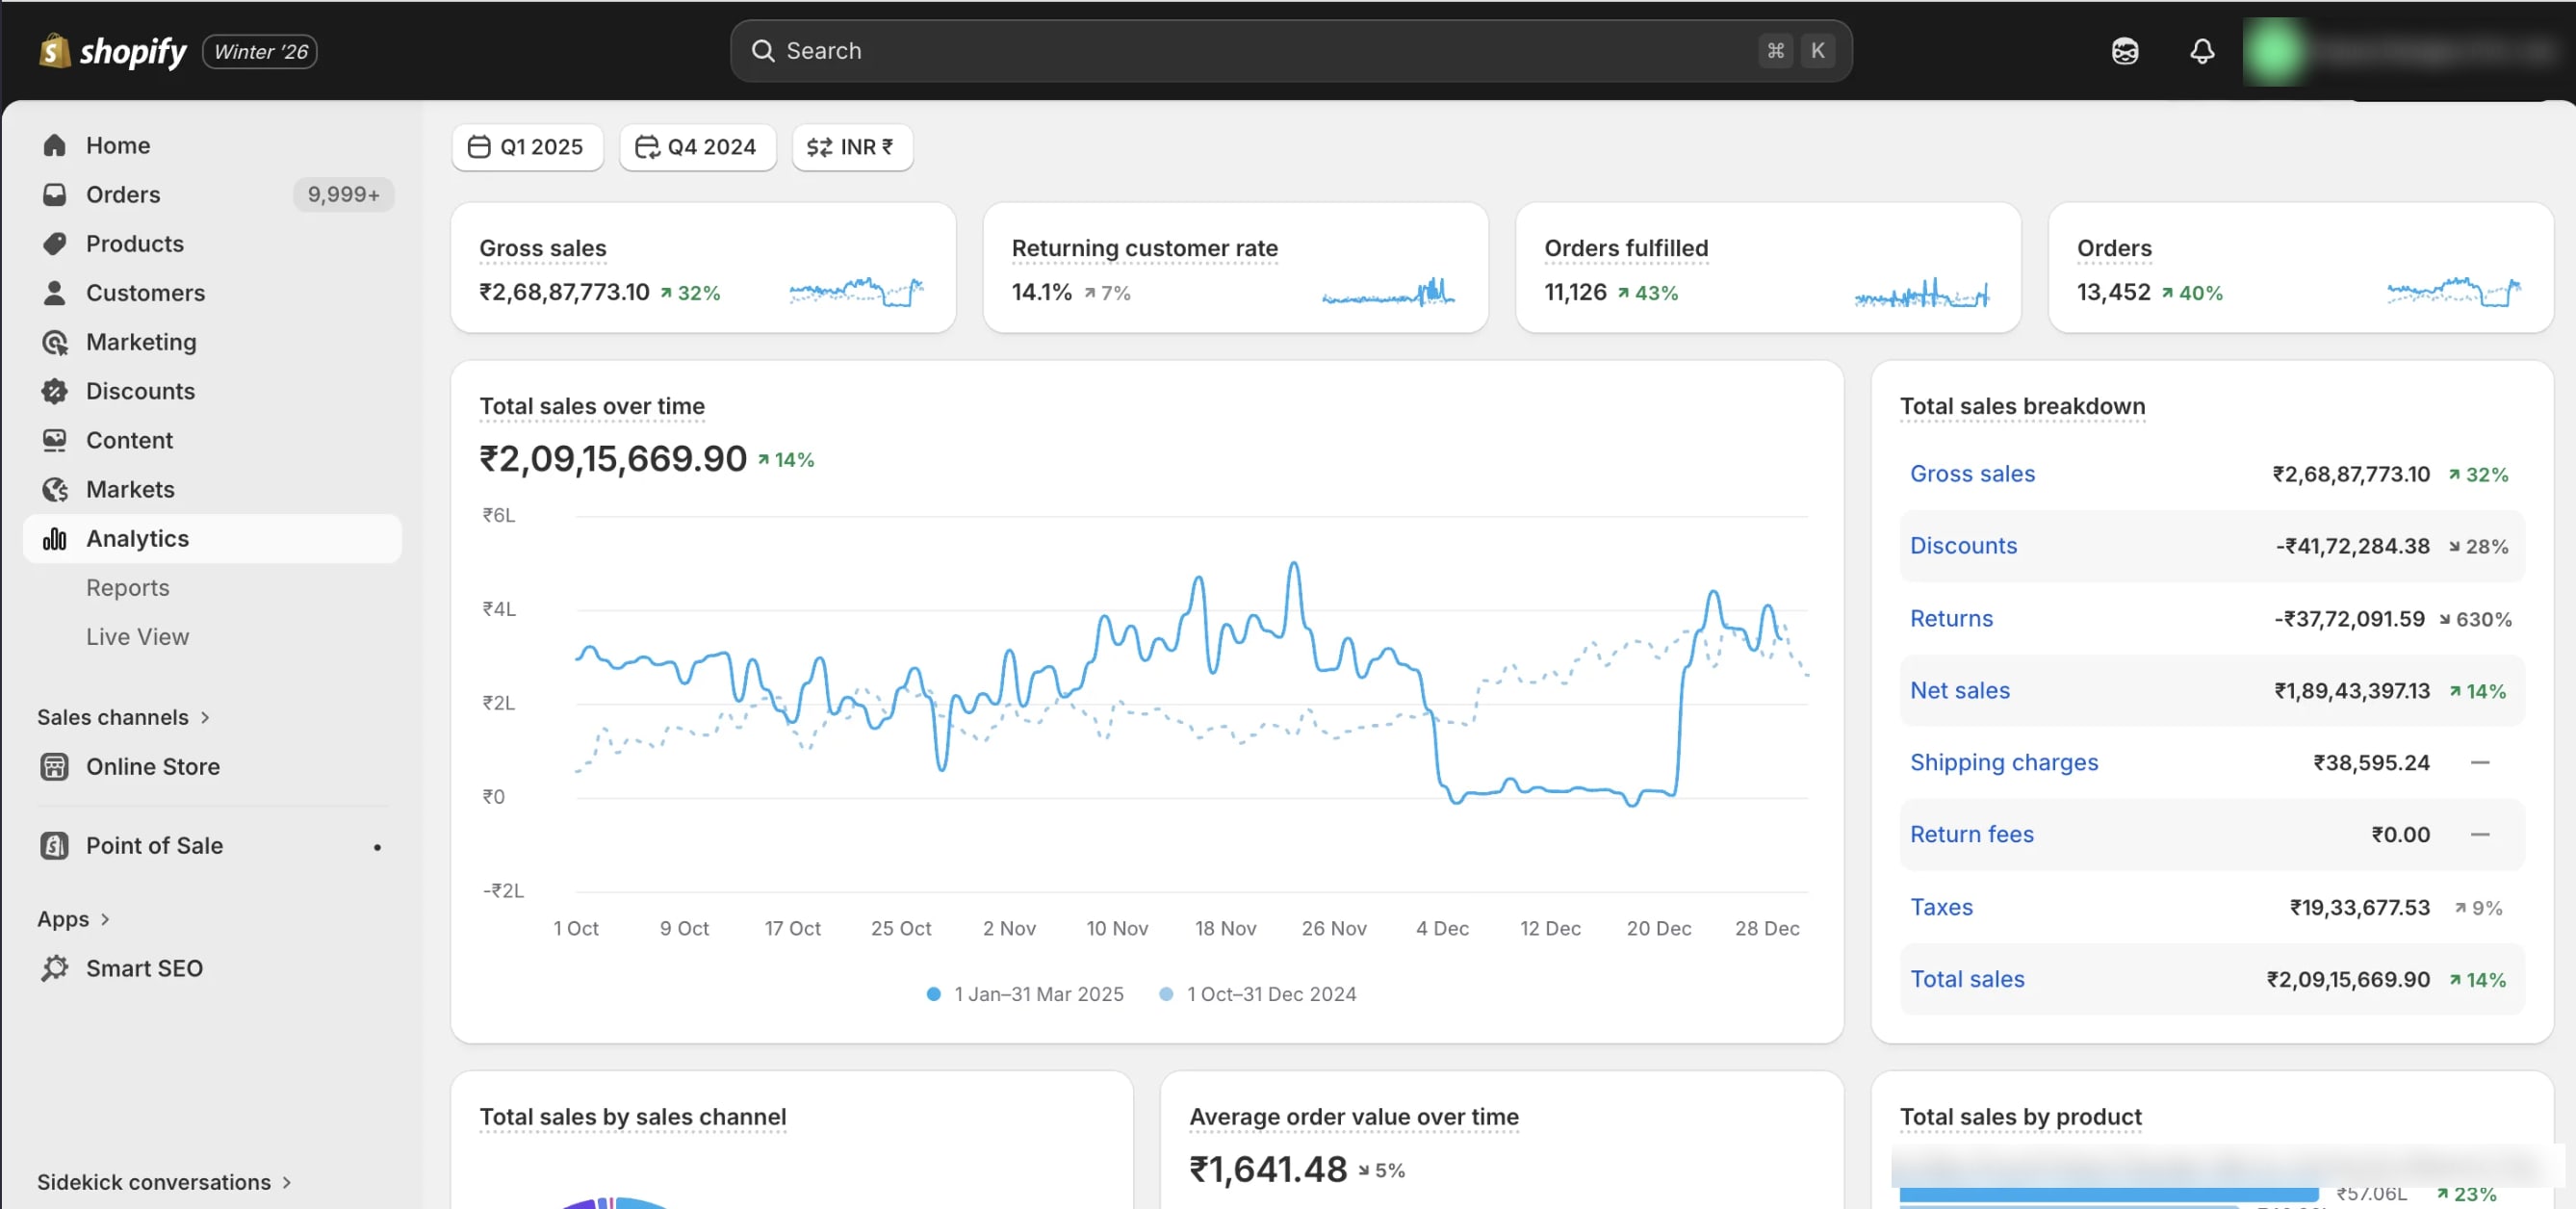 shopify Winter '26
Search ⌘ K
Home
Orders 9,999+
Products
Customers
Marketing
Discounts
Content
Markets
Analytics
Reports
Live View
Sales channels
Online Store
Point of Sale
Apps
Smart SEO
Sidekick conversations
Q1 2025 Q4 2024 INR ₹
Gross sales
₹2,68,87,773.10 32%
Returning customer rate
14.1% 7%
Orders fulfilled
11,126 43%
Orders
13,452 40%
Total sales over time
₹2,09,15,669.90 14%
₹6L
₹4L
₹2L
₹0
-₹2L
1 Oct 9 Oct 17 Oct 25 Oct 2 Nov 10 Nov 18 Nov 26 Nov 4 Dec 12 Dec 20 Dec 28 Dec
1 Jan–31 Mar 2025 1 Oct–31 Dec 2024
Total sales breakdown
Gross sales ₹2,68,87,773.10 32%
Discounts -₹41,72,284.38 28%
Returns -₹37,72,091.59 630%
Net sales ₹1,89,43,397.13 14%
Shipping charges ₹38,595.24 —
Return fees ₹0.00 —
Taxes ₹19,33,677.53 9%
Total sales ₹2,09,15,669.90 14%
Total sales by sales channel
Average order value over time
₹1,641.48 5%
Total sales by product
₹57.06L 23%